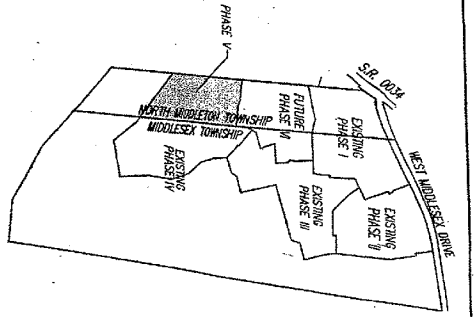 PHASE V
S.R. 0034
WEST MIDDLESEX DRIVE
EXISTING
PHASE I
FUTURE
PHASE VI
EXISTING
PHASE II
EXISTING
PHASE III
NORTH MIDDLETON TOWNSHIP
MIDDLESEX TOWNSHIP
EXISTING
PHASE IV